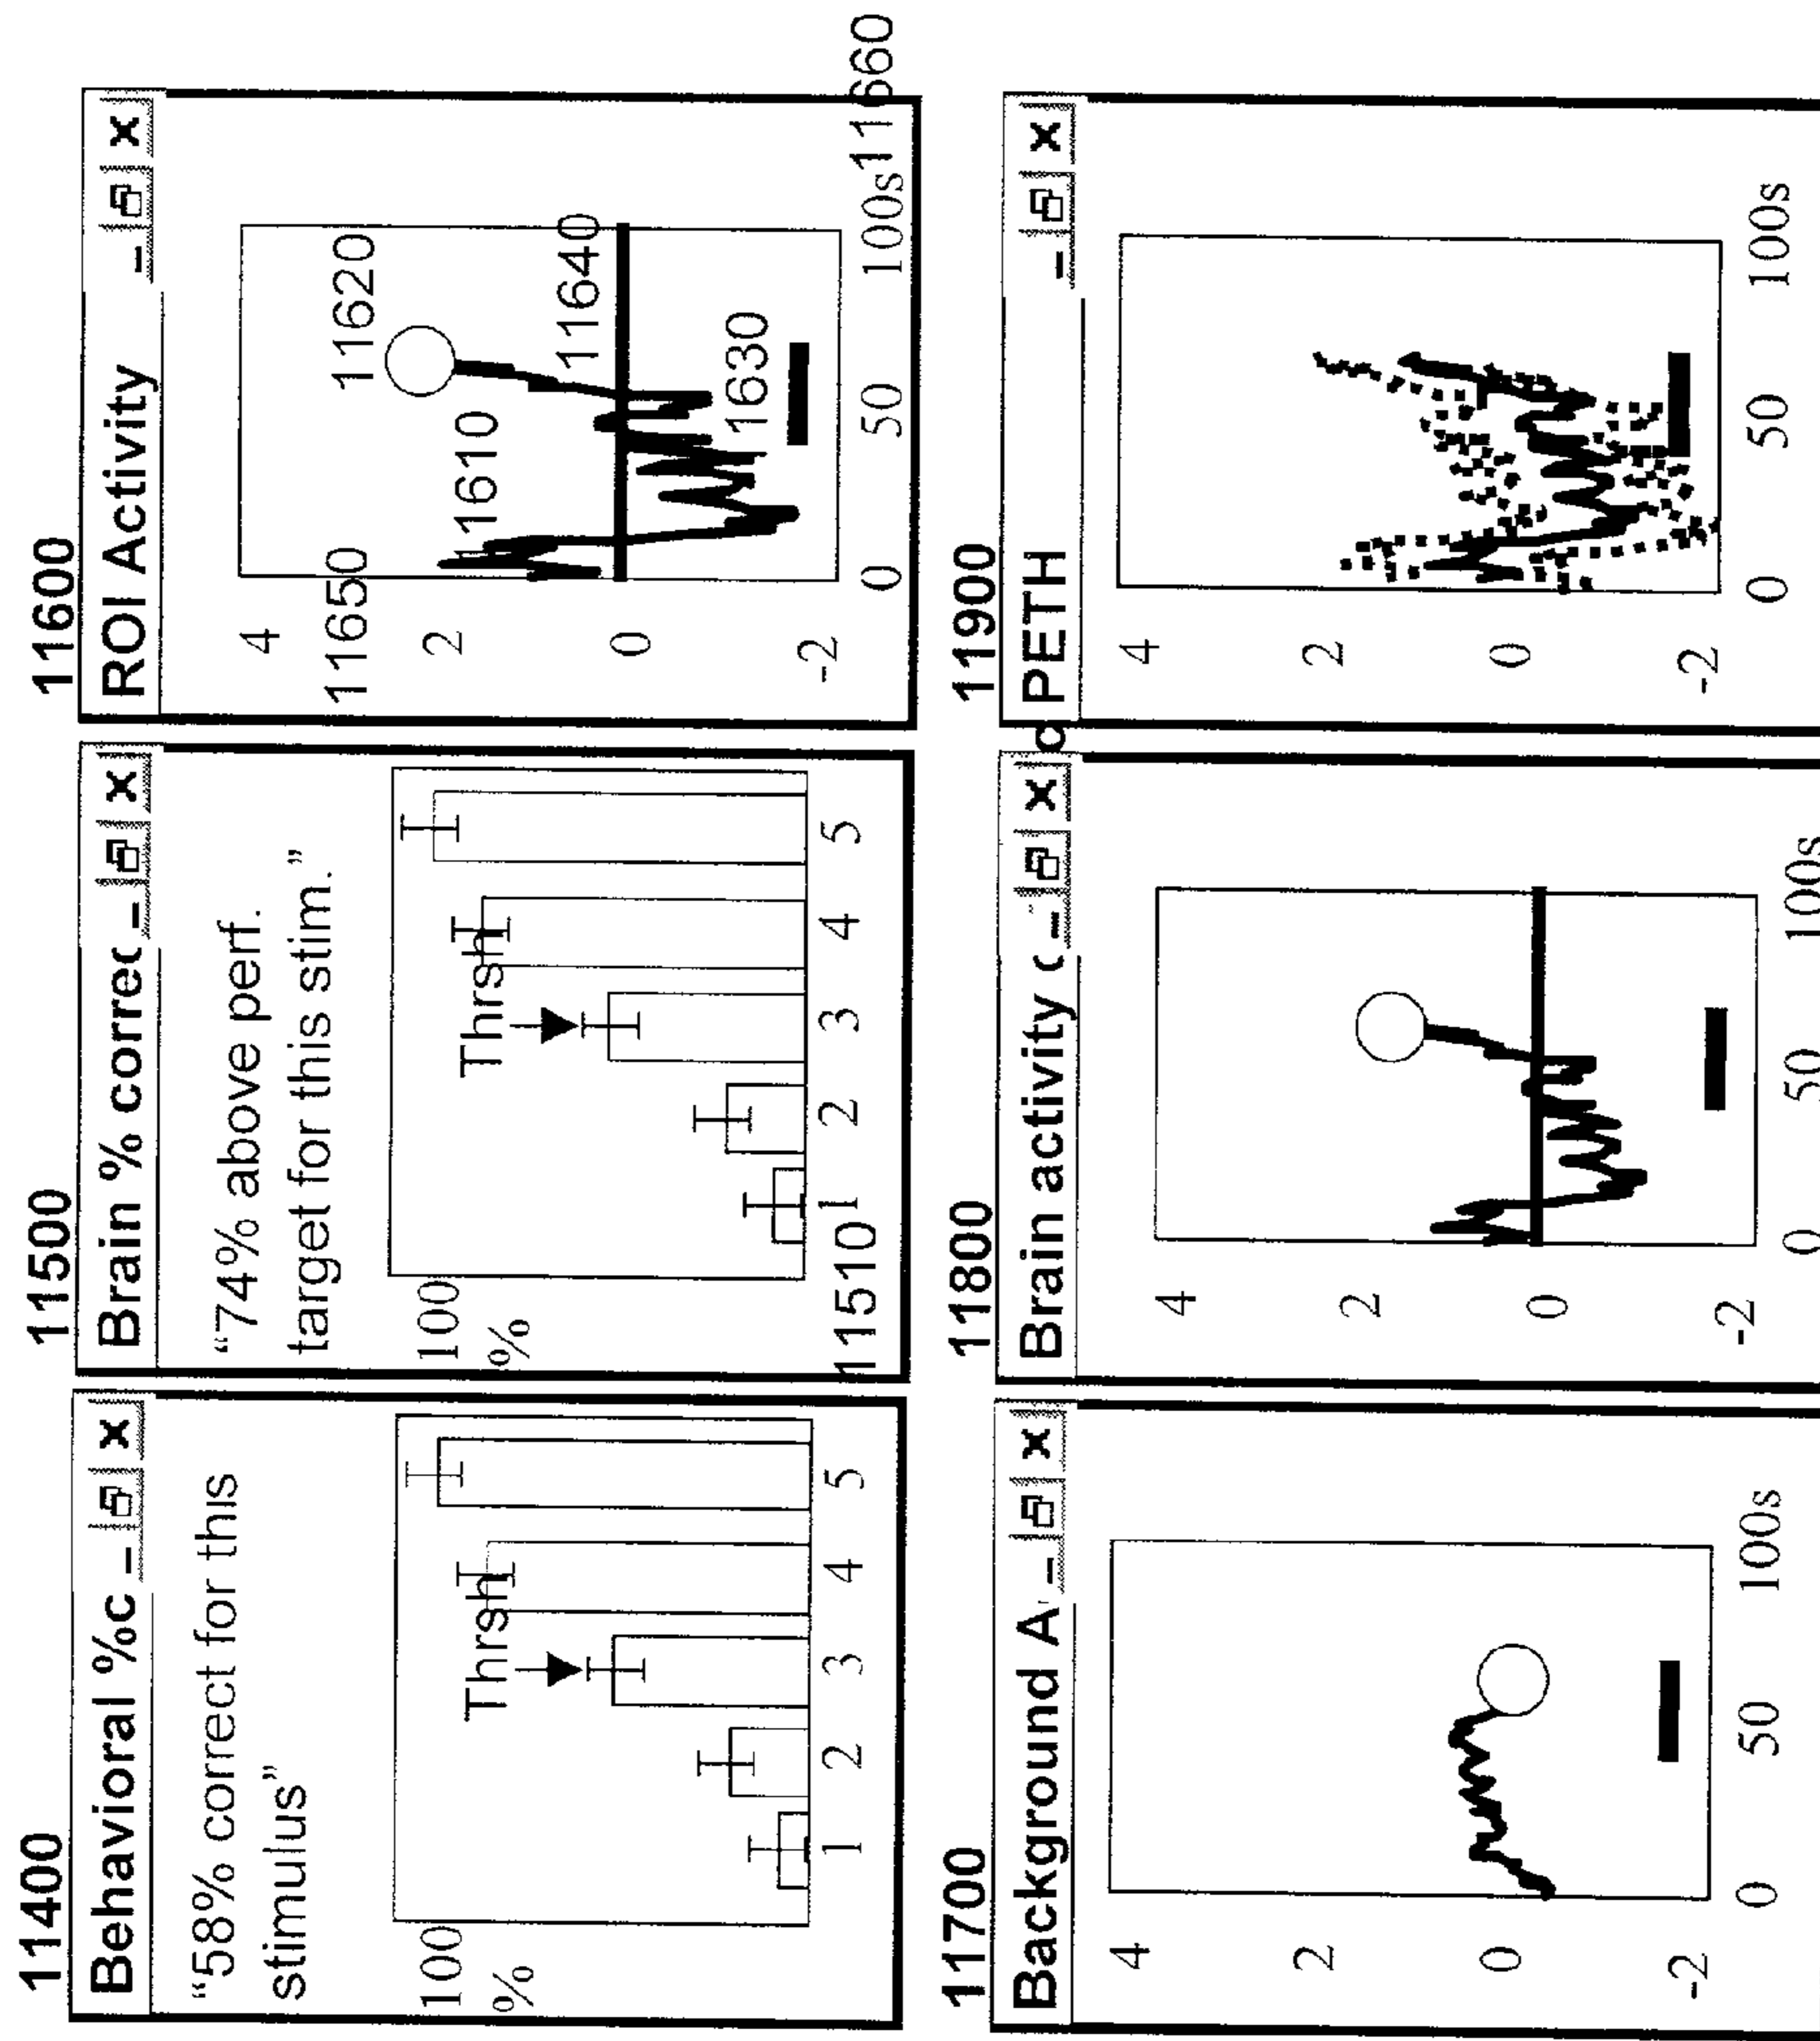 11400
Behavioral %c
“58% correct for this
stimulus”
100
%
Thrsh
1 2 3 4 5
11500
Brain % correc
“74% above perf.
target for this stim.”
100
%
Thrsh
1 2 3 4 5
11510
11600
ROI Activity
4
11650
11620
2
11610
11640
0
1630
-2
0 50 100s
11660
11700
Background A
4
2
0
-2
0 50 100s
11800
Brain activity c
4
2
0
-2
0 50 100s
11900
d PETH
4
2
0
-2
0 50 100s